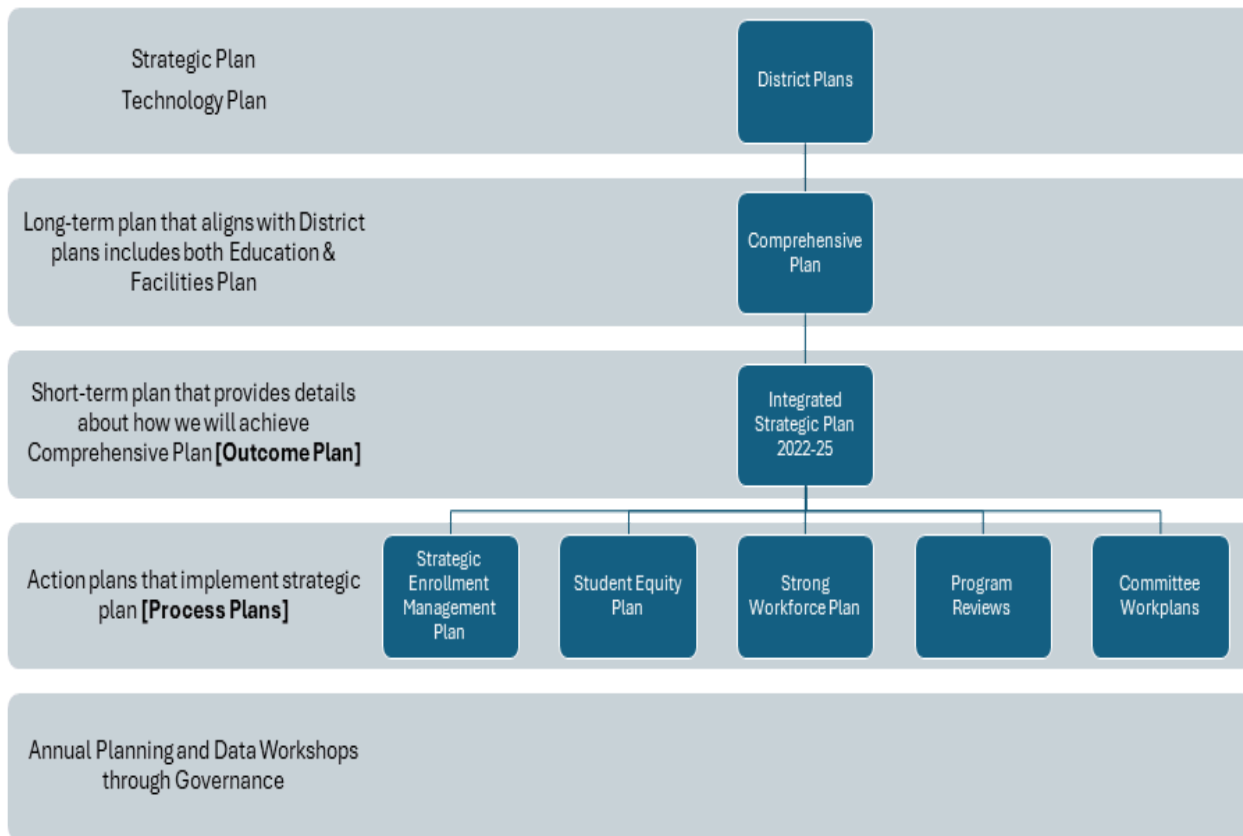 Strategic Plan
Technology Plan
District Plans
Long-term plan that aligns with District
plans includes both Education &
Facilities Plan
Comprehensive
Plan
Short-term plan that provides details
about how we will achieve
Comprehensive Plan [Outcome Plan]
Integrated
Strategic Plan
2022-25
Action plans that implement strategic
plan [Process Plans]
Strategic
Enrollment
Management
Plan
Student Equity
Plan
Strong
Workforce Plan
Program
Reviews
Committee
Workplans
Annual Planning and Data Workshops
through Governance